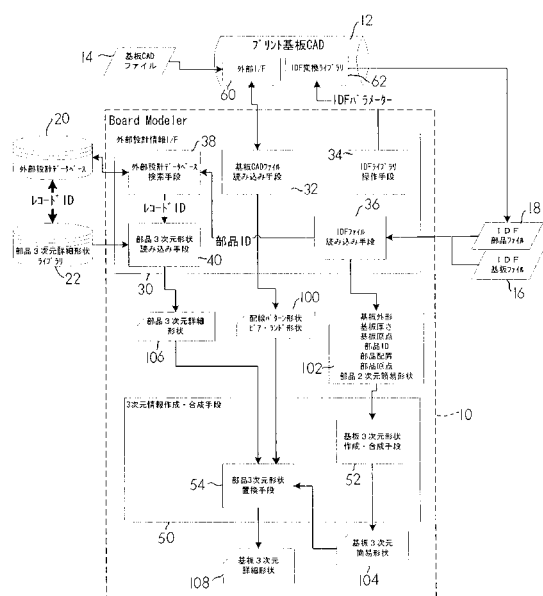 12
プリント基板CAD
14
基板CAD
ファイル
外部I/F
IDF変換ライブラリ
60
62
IDFパラメーター
Board Modeler
20
外部設計情報I/F
38
外部設計データベース
検索手段
外部設計データベース
34
IDFライブラリ
操作手段
基板CADファイル
読み込み手段
32
レコードID
レコードID
36
18
IDF
部品ファイル
IDFファイル
読み込み手段
部品ID
部品3次元詳細形状
ライブラリ
22
部品3次元形状
読み込み手段
40
IDF
基板ファイル
16
30
100
部品3次元詳細
形状
106
配線パターン形状
ビア・ランド形状
102
基板外形
基板厚さ
基板原点
部品ID
部品配置
部品原点
部品2次元簡易形状
10
3次元情報作成・合成手段
基板3次元形状
作成・合成手段
52
54
部品3次元形状
置換手段
50
基板3次元
詳細形状
108
基板3次元
簡易形状
104